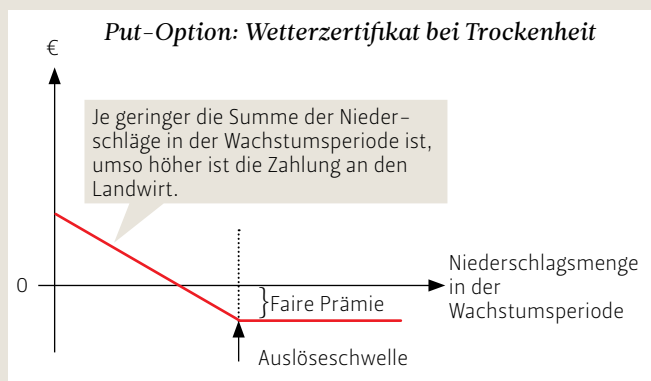 Put-Option: Wetterzertifikat bei Trockenheit
€
Je geringer die Summe der Nieder-
schläge in der Wachstumsperiode ist,
umso höher ist die Zahlung an den
Landwirt.
0
Niederschlagsmenge
in der
Wachstumsperiode
}Faire Prämie
Auslöseschwelle